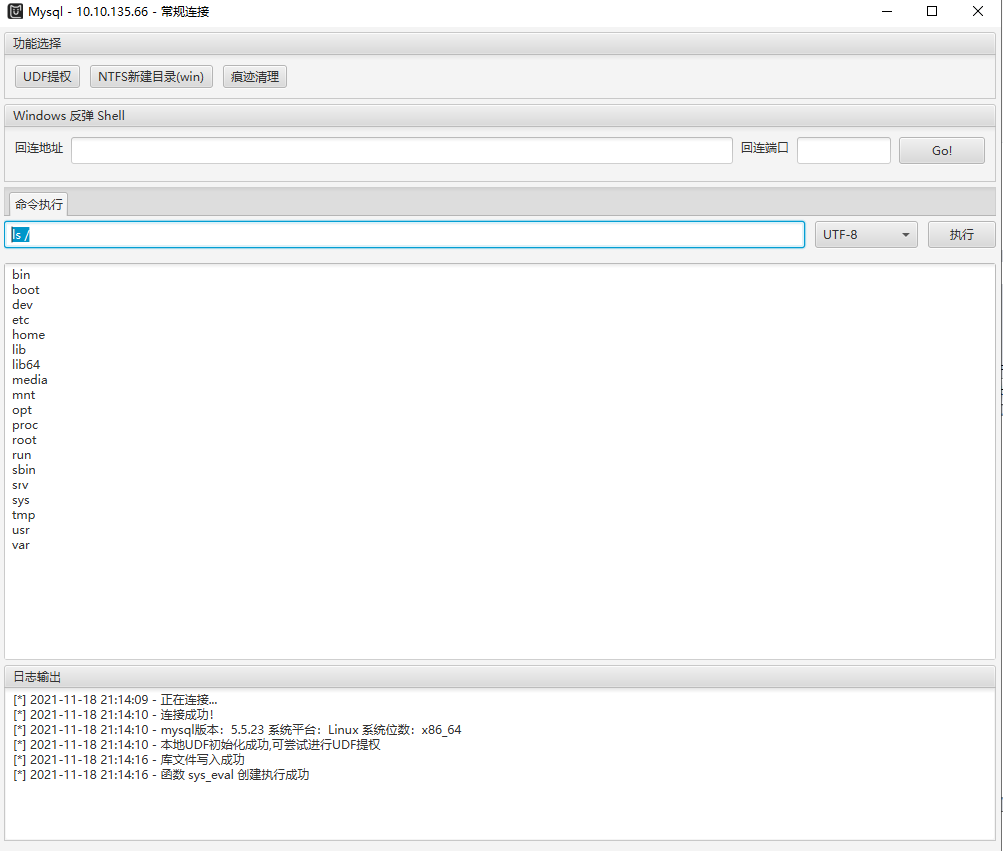 Mysql - 10.10.135.66 - 常规连接
功能选择
UDF提权 NTFS新建目录(win) 痕迹清理
Windows 反弹 Shell
回连地址 回连端口 Go!
命令执行
ls / UTF-8 执行
bin
boot
dev
etc
home
lib
lib64
media
mnt
opt
proc
root
run
sbin
srv
sys
tmp
usr
var
日志输出
[*] 2021-11-18 21:14:09 - 正在连接...
[*] 2021-11-18 21:14:10 - 连接成功！
[*] 2021-11-18 21:14:10 - mysql版本：5.5.23 系统平台：Linux 系统位数：x86_64
[*] 2021-11-18 21:14:10 - 本地UDF初始化成功,可尝试进行UDF提权
[*] 2021-11-18 21:14:16 - 库文件写入成功
[*] 2021-11-18 21:14:16 - 函数 sys_eval 创建执行成功